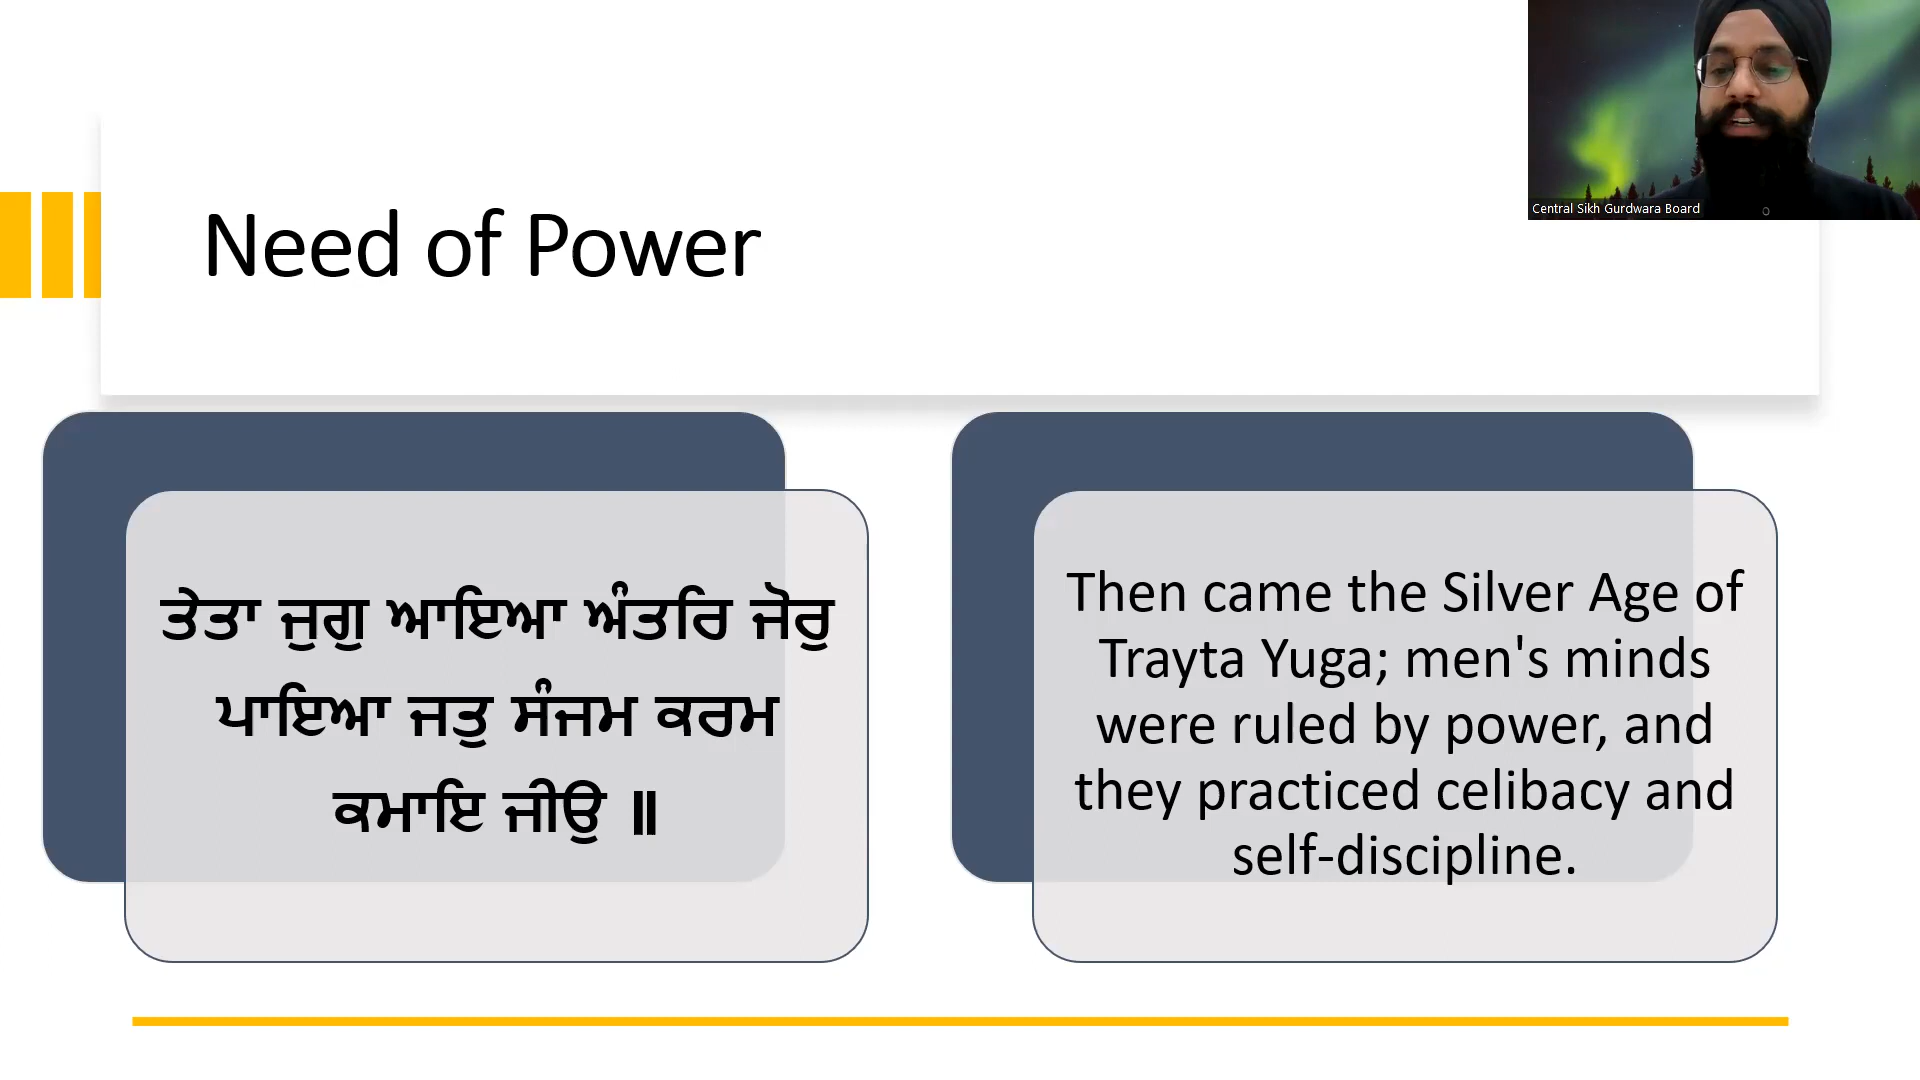 Central Sikh Gurdwara Board
Need of Power
ਤੇਤਾ ਜੁਗੁ ਆਇਆ ਅੰਤਰਿ ਜੋਰੁ
ਪਾਇਆ ਜਤੁ ਸੰਜਮ ਕਰਮ
ਕਮਾਇ ਜੀਉ ॥
Then came the Silver Age of
Trayta Yuga; men's minds
were ruled by power, and
they practiced celibacy and
self-discipline.